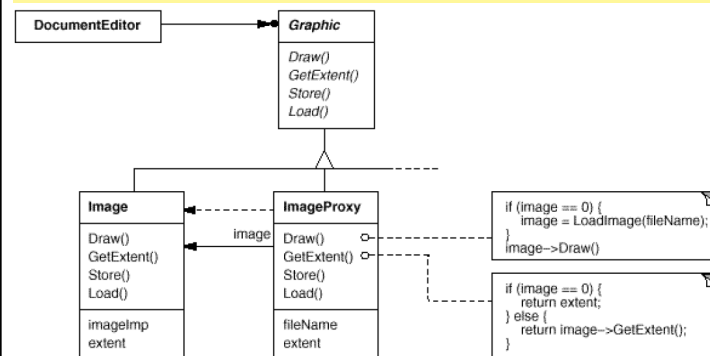 DocumentEditor
Graphic
Draw()
GetExtent()
Store()
Load()
Image
Draw()
GetExtent()
Store()
Load()
imageImp
extent
image
ImageProxy
Draw()
GetExtent()
Store()
Load()
fileName
extent
if (image == 0) {
image = LoadImage(fileName);
}
image->Draw()
if (image == 0) {
return extent;
} else {
return image->GetExtent();
}